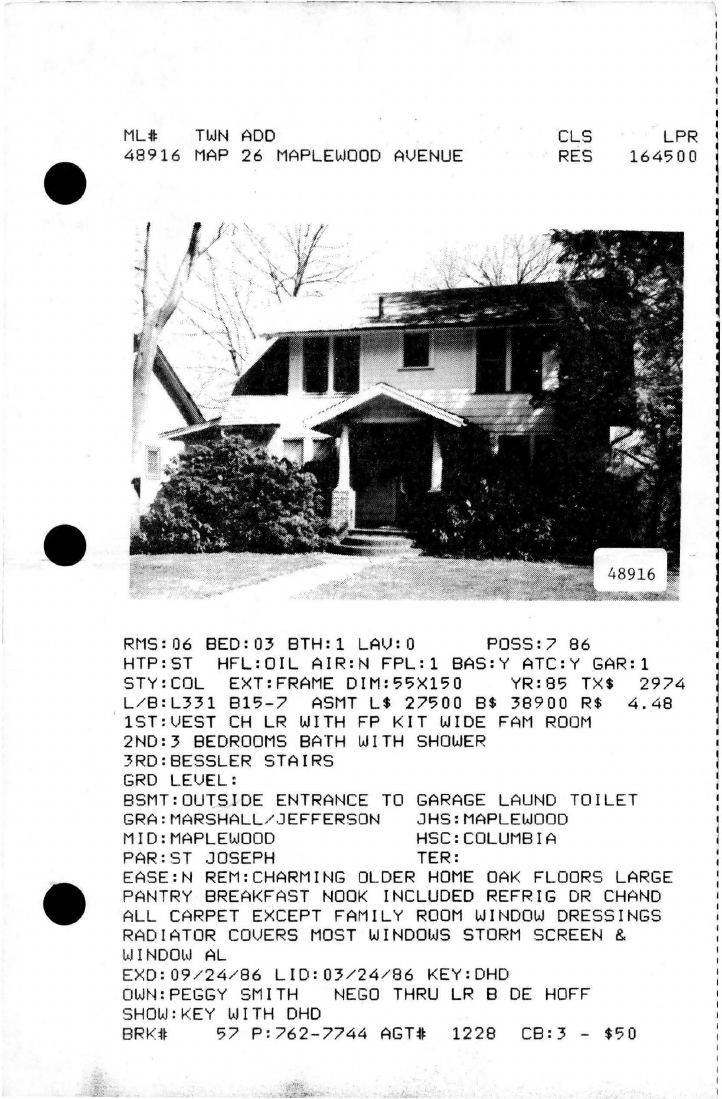 ML# TWN ADD CLS LPR
48916 MAP 26 MAPLEWOOD AVENUE RES 164500
48916
RMS:06 BED:03 BTH:1 LAV:0 POSS:7 86
HTP:ST HFL:OIL AIR:N FPL:1 BAS:Y ATC:Y GAR:1
STY:COL EXT:FRAME DIM:55X150 YR:85 TX$ 2974
L/B:L331 B15-7 ASMT L$ 27500 B$ 38900 R$ 4.48
1ST:VEST CH LR WITH FP KIT WIDE FAM ROOM
2ND:3 BEDROOMS BATH WITH SHOWER
3RD:BESSLER STAIRS
GRD LEVEL:
BSMT:OUTSIDE ENTRANCE TO GARAGE LAUND TOILET
GRA:MARSHALL/JEFFERSON JHS:MAPLEWOOD
MID:MAPLEWOOD HSC:COLUMBIA
PAR:ST JOSEPH TER:
EASE:N REM:CHARMING OLDER HOME OAK FLOORS LARGE
PANTRY BREAKFAST NOOK INCLUDED REFRIG DR CHAND
ALL CARPET EXCEPT FAMILY ROOM WINDOW DRESSINGS
RADIATOR COVERS MOST WINDOWS STORM SCREEN &
WINDOW AL
EXD:09/24/86 LID:03/24/86 KEY:DHD
OWN:PEGGY SMITH NEGO THRU LR B DE HOFF
SHOW:KEY WITH DHD
BRK# 57 P:762-7744 AGT# 1228 CB:3 - $50